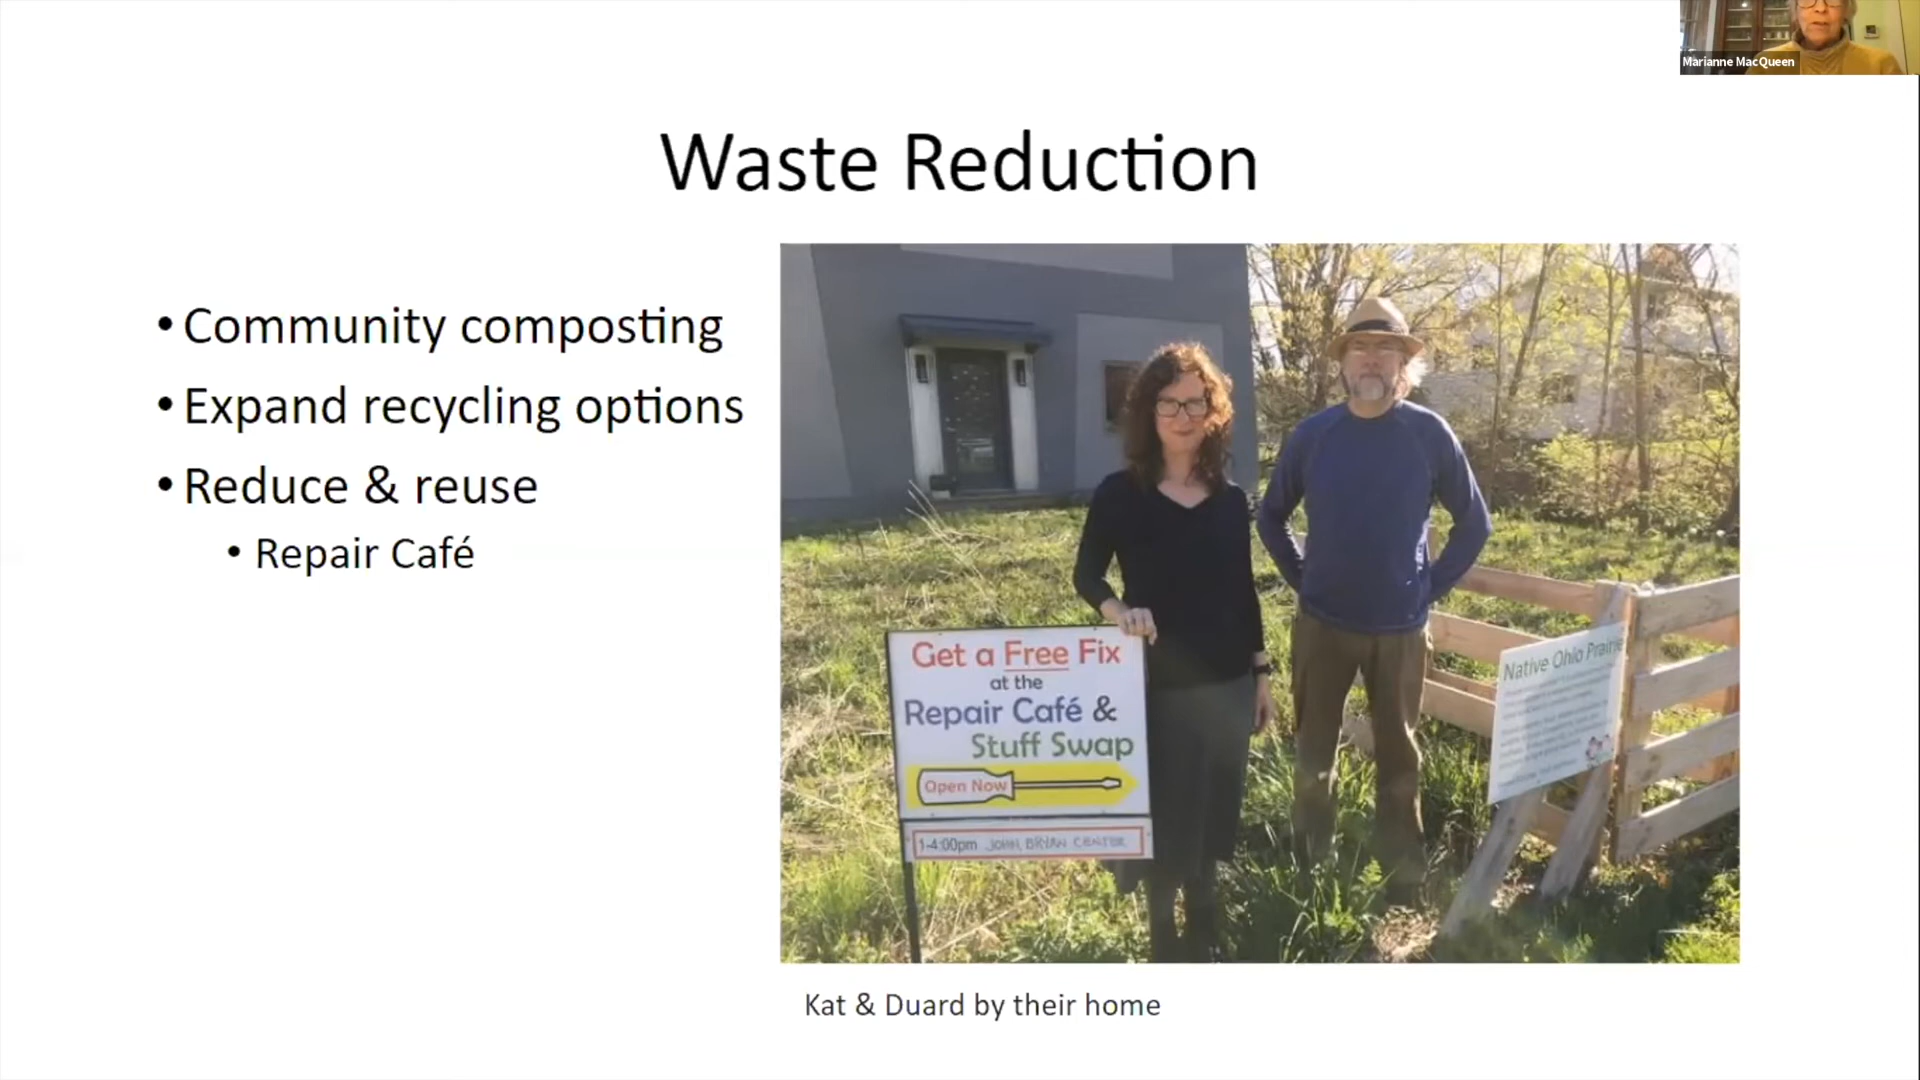 Marianne MacQueen
Waste Reduction
• Community composting
• Expand recycling options
• Reduce & reuse
• Repair Café
Get a Free Fix
at the
Repair Café &
Stuff Swap
Open Now
1-4:00pm JOHN BRYAN CENTER
Native Ohio Prairie
Kat & Duard by their home